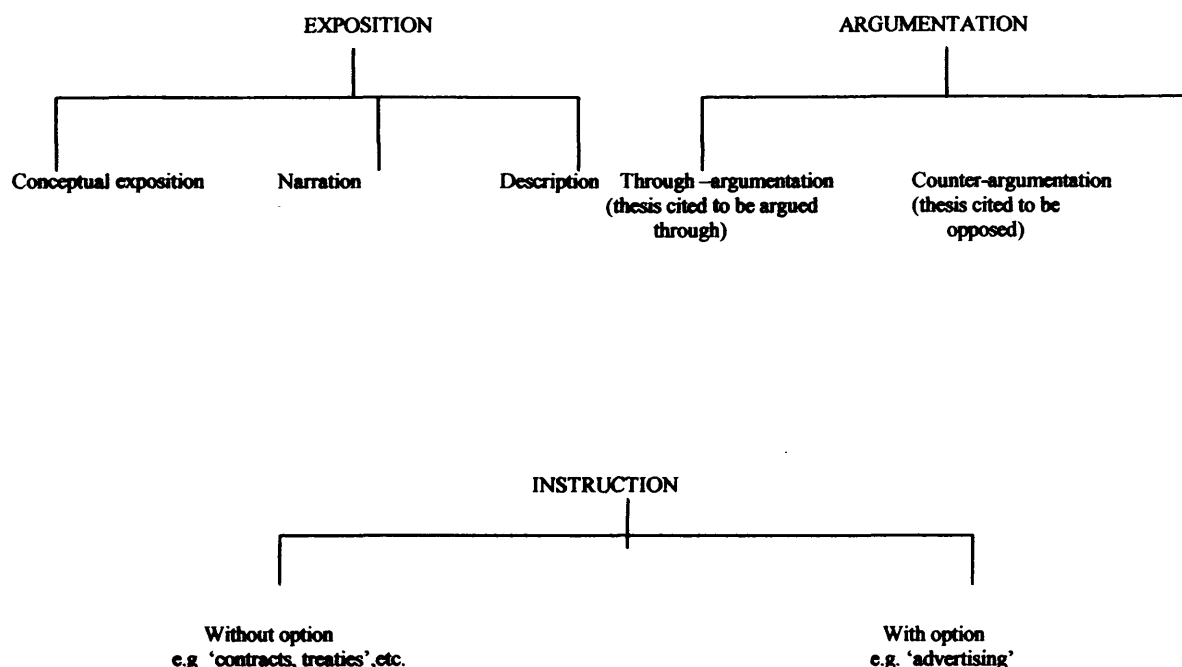 EXPOSITION
ARGUMENTATION
Conceptual exposition
Narration
Description
Through –argumentation
(thesis cited to be argued
through)
Counter-argumentation
(thesis cited to be
opposed)
INSTRUCTION
Without option
e.g ‘contracts, treaties’,etc.
With option
e.g. ‘advertising’